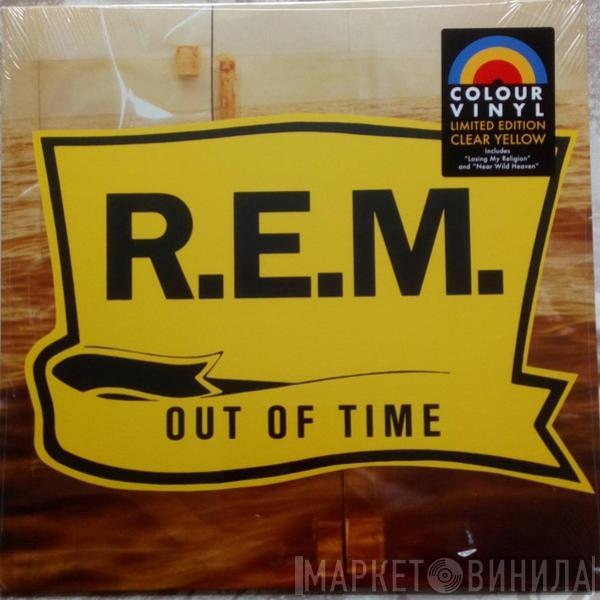 COLOUR
VINYL
LIMITED EDITION
CLEAR YELLOW
Includes
"Losing My Religion"
and "Near Wild Heaven"
R.E.M.
OUT OF TIME
МАРКЕТ ВИНИЛА